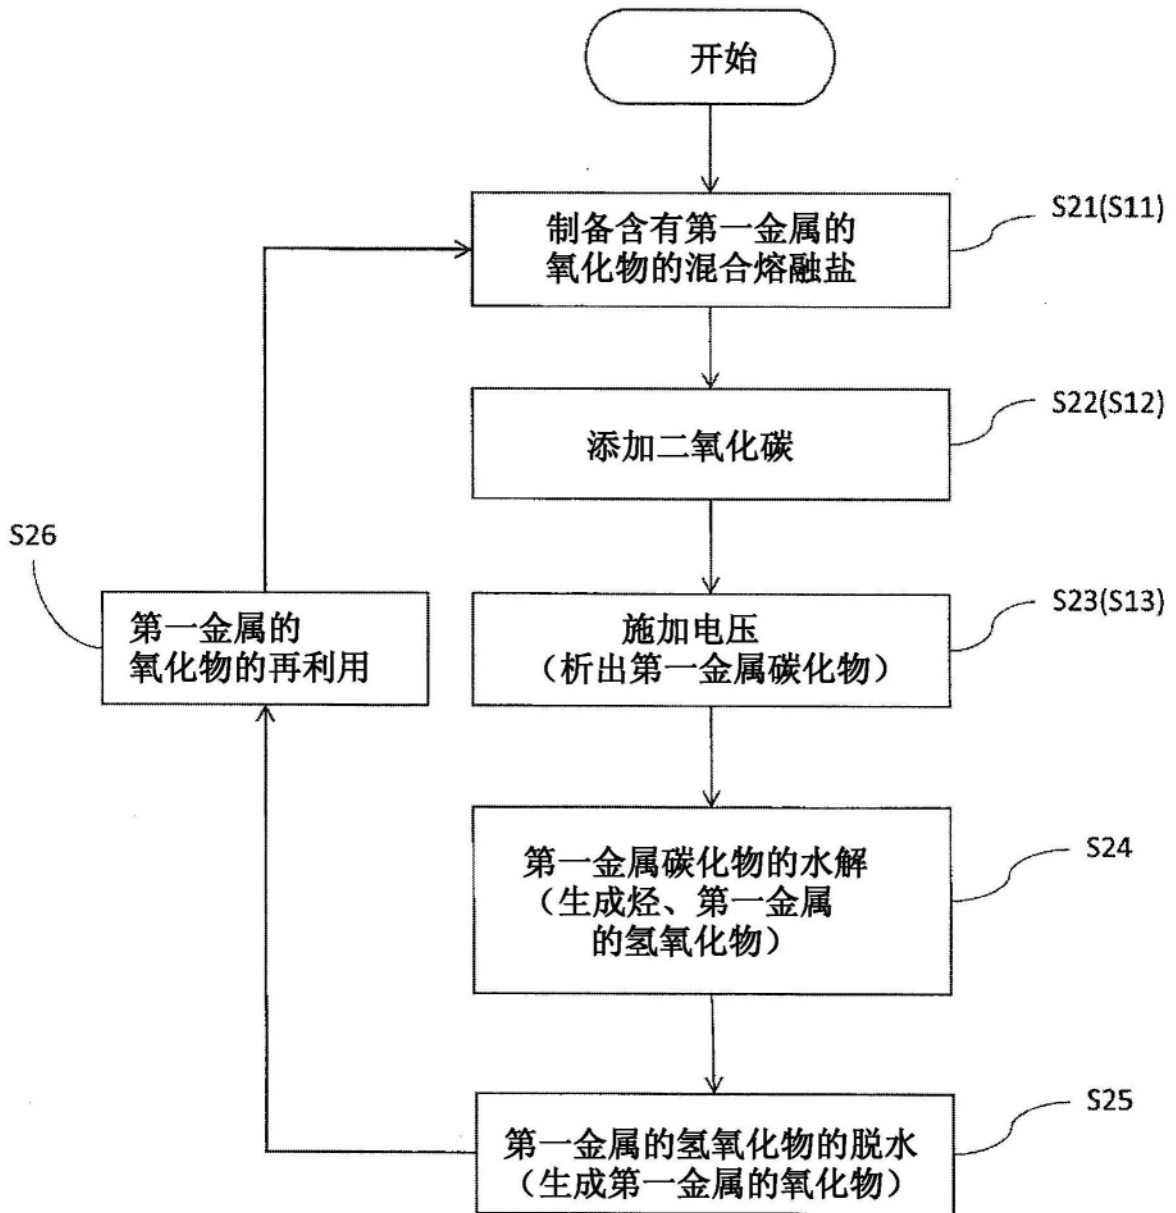 开始
制备含有第一金属的
氧化物的混合熔融盐
S21(S11)
添加二氧化碳
S22(S12)
施加电压
（析出第一金属碳化物）
S23(S13)
S26
第一金属的
氧化物的再利用
第一金属碳化物的水解
（生成烃、第一金属
的氢氧化物）
S24
第一金属的氢氧化物的脱水
（生成第一金属的氧化物）
S25